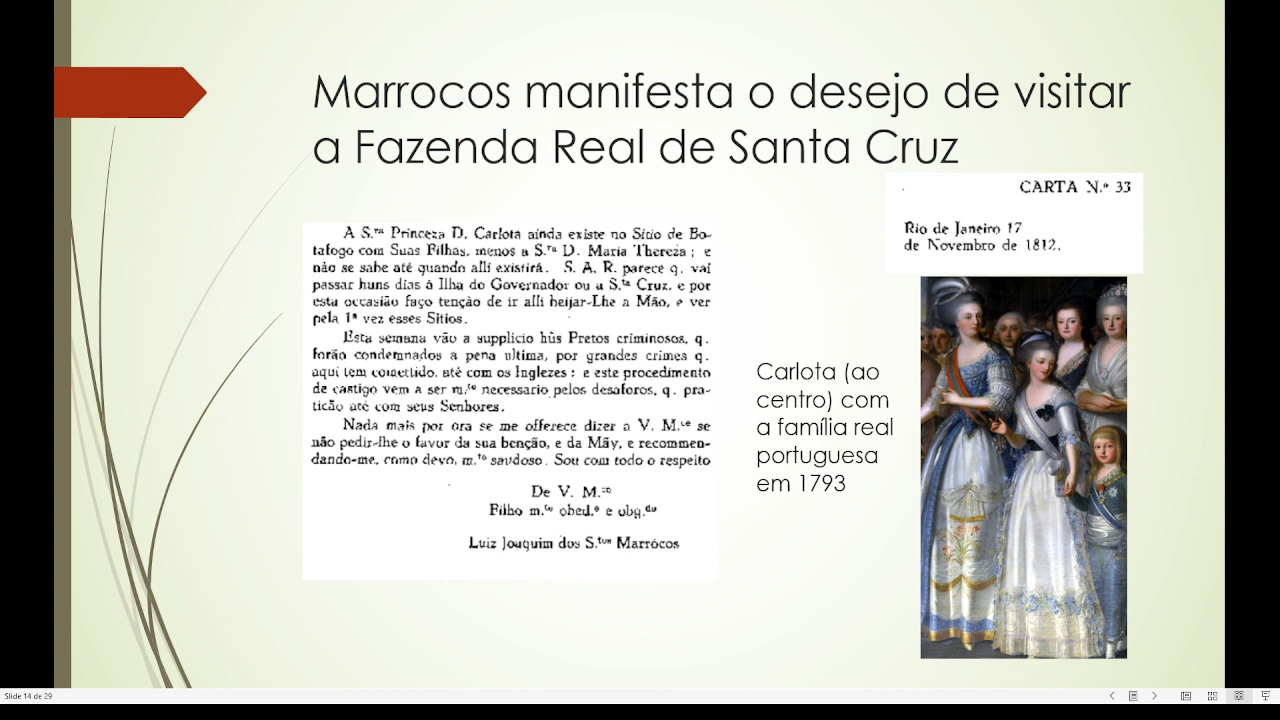 Marrocos manifesta o desejo de visitar
a Fazenda Real de Santa Cruz
CARTA N.º 33
Rio de Janeiro 17
de Novembro de 1812.
A S.ra Princeza D. Carlota ainda existe no Sitio de Bo-
tafogo com Suas Filhas, menos a S.ra D. Maria Thereza ; e
não se sabe até quando alli existirá. S. A. R. parece q. vai
passar huns dias á Ilha do Governador ou a S.ta Cruz, e por
esta occasião faço tenção de ir alli beijar-Lhe a Mão, e ver
pela 1ª vez esses Sitios.
Esta semana vão a supplicio hũs Pretos criminosos, q.
forão condemnados a pena ultima, por grandes crimes q.
aqui tem comettido, até com os Inglezes : e este procedimento
de castigo vem a ser m.to necessario pelos desaforos, q. pra-
ticão até com seus Senhores.
Nada mais por ora se me offerece dizer a V. M.ce se
não pedir-lhe o favor da sua benção, e da Mãy, e recommen-
dando-me, como devo, m.to saudoso. Sou com todo o respeito
De V. M.ce
Filho m.to obed.e e obg.do
Luiz Joaquim dos S.tos Marrócos
Carlota (ao
centro) com
a família real
portuguesa
em 1793
Slide 14 de 29